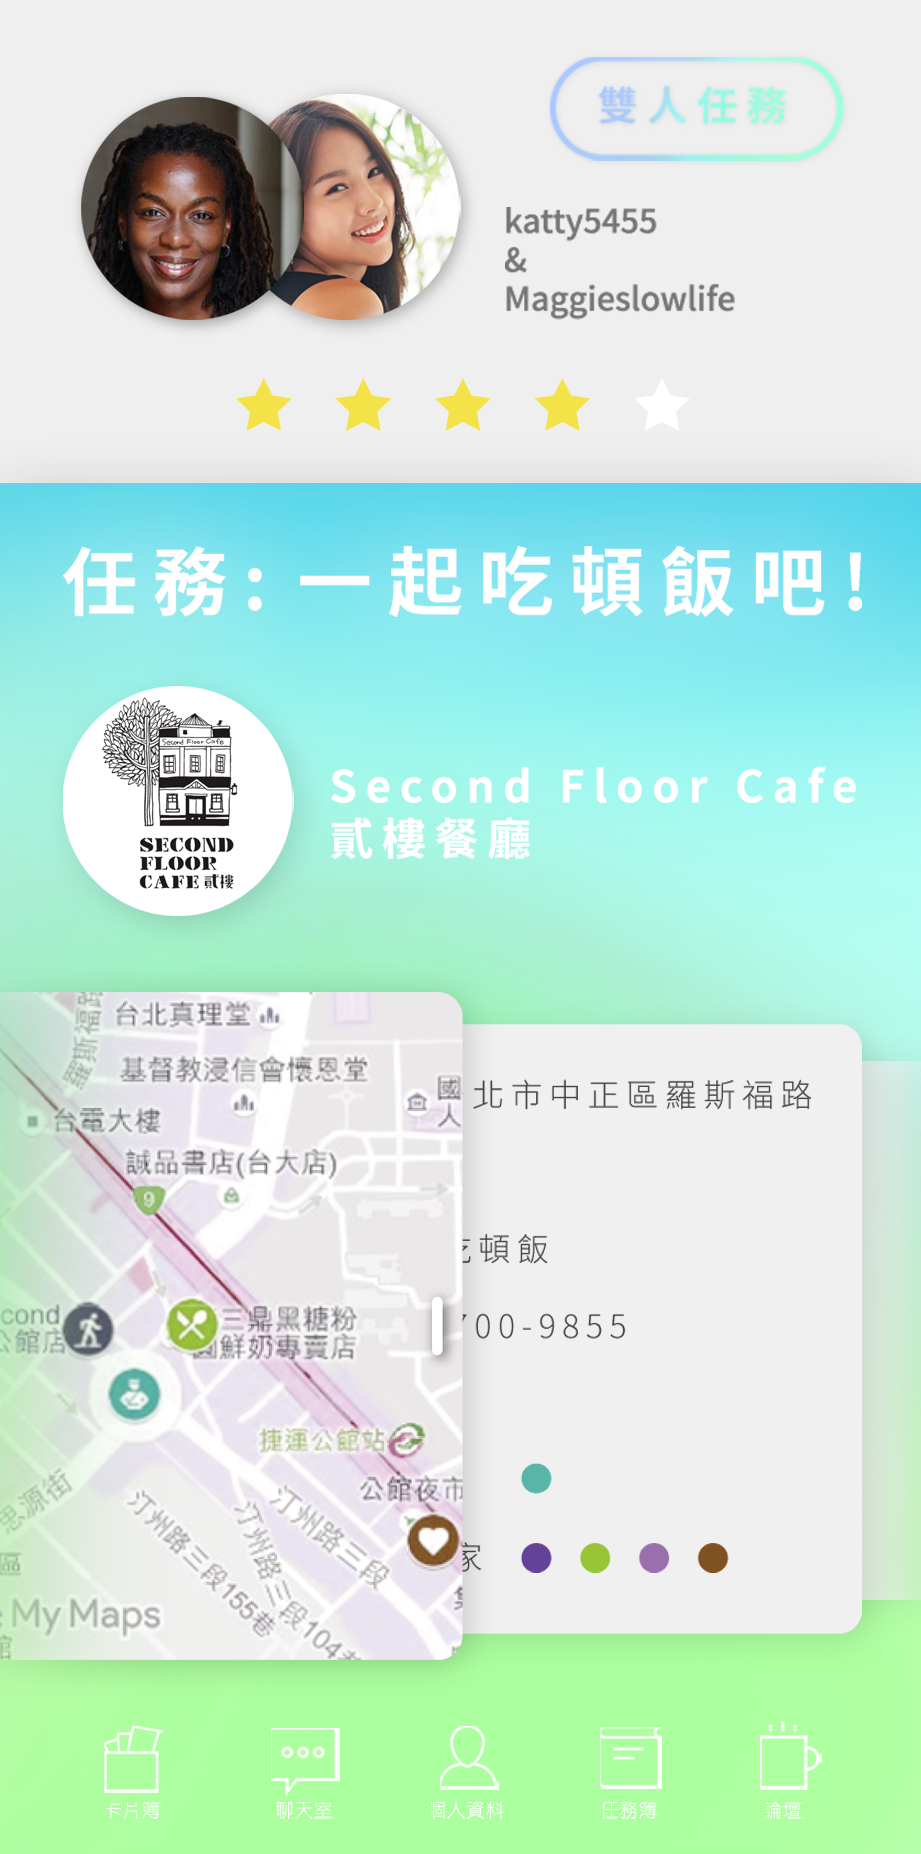 雙人任務
katty5455
&
Maggieslowlife
任務: 一起吃頓飯吧!
Second Floor Cafe
SECOND
FLOOR
CAFE 貳樓
Second Floor Cafe
貳樓餐廳
台北真理堂
羅斯福路
基督教浸信會懷恩堂
國
人
台電大樓
誠品書店(台大店)
9
cond
公館店
三鼎黑糖粉
圓鮮奶專賣店
捷運公館站
公館夜市
思源街
汀州路三段155巷
汀州路三段104巷
汀州路三段
區
My Maps
館
北市中正區羅斯福路
吃頓飯
700-9855
家
卡片簿
聊天室
個人資料
任務簿
論壇